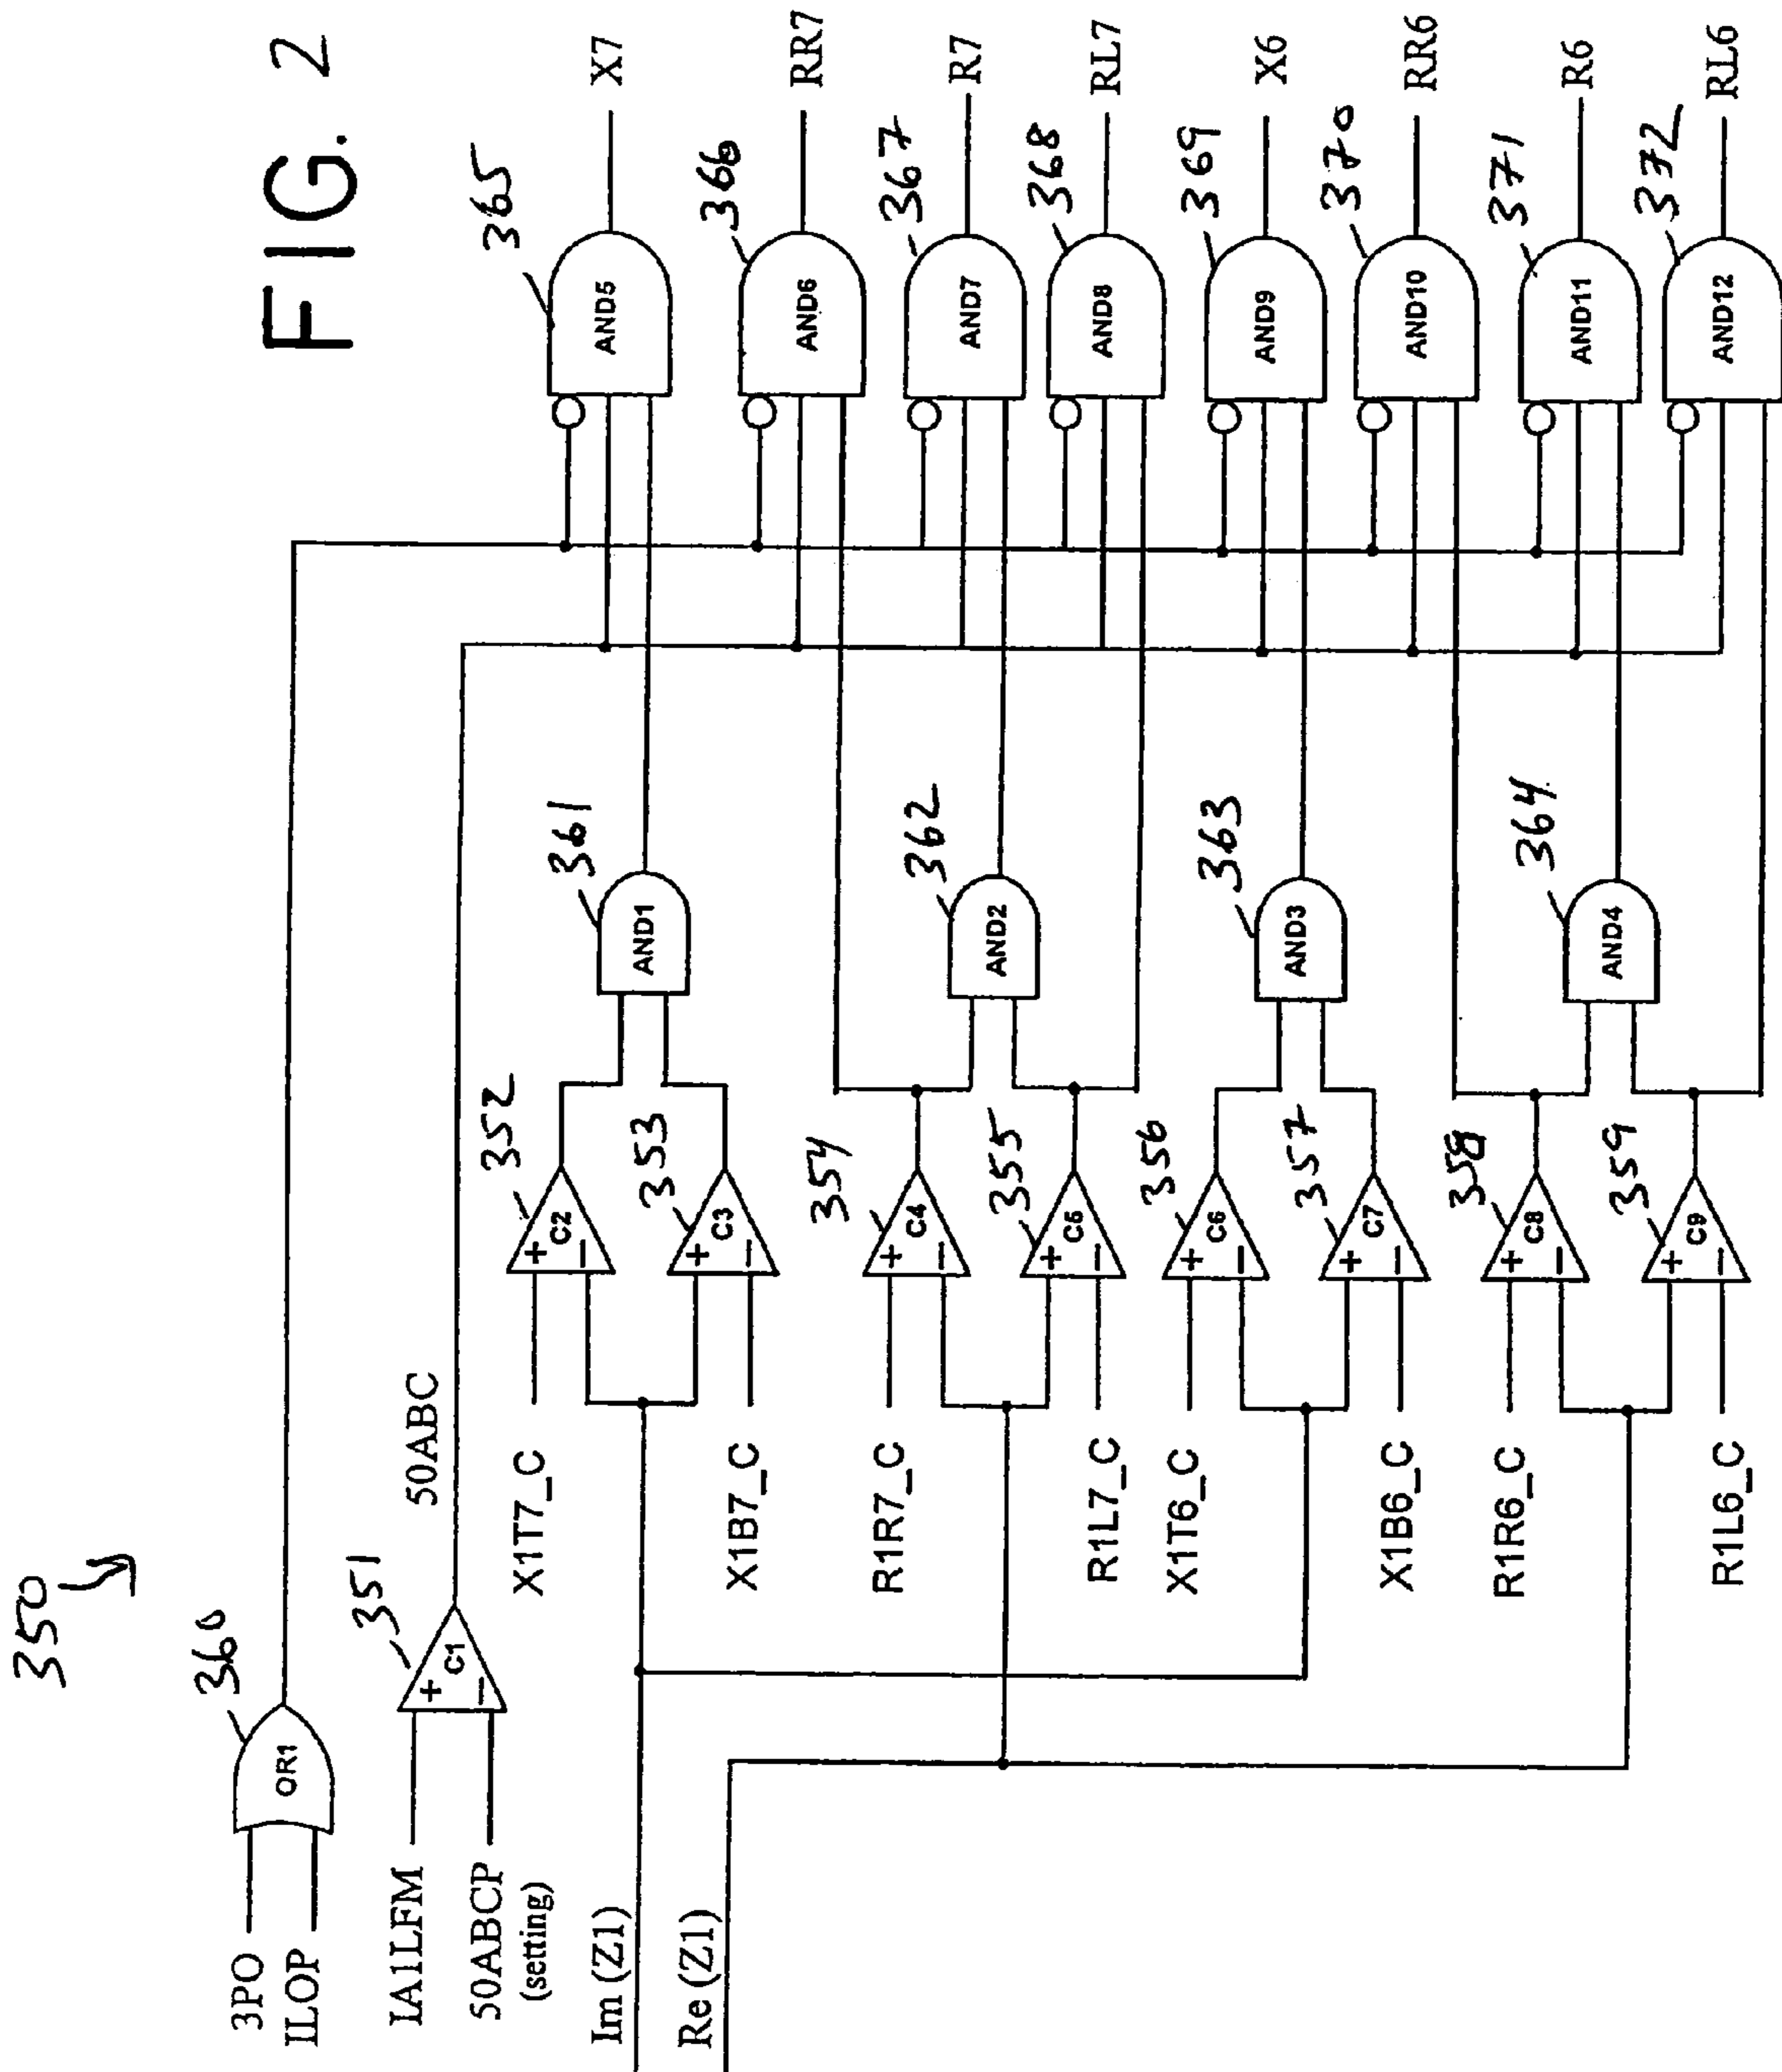 FIG. 2
350
3PO
ILOP
360
OR1
IA1LFM
50ABCP
(setting)
351
+
C1
−
50ABC
Im (Z1)
Re (Z1)
X1T7_C
352
+
C2
−
X1B7_C
353
+
C3
−
361
AND1
365
AND5
X7
366
AND6
RR7
R1R7_C
354
+
C4
−
R1L7_C
355
+
C5
−
362
AND2
367
AND7
R7
368
AND8
RL7
X1T6_C
356
+
C6
−
X1B6_C
357
+
C7
−
363
AND3
369
AND9
X6
370
AND10
RR6
R1R6_C
358
+
C8
−
R1L6_C
359
+
C9
−
364
AND4
371
AND11
R6
372
AND12
RL6